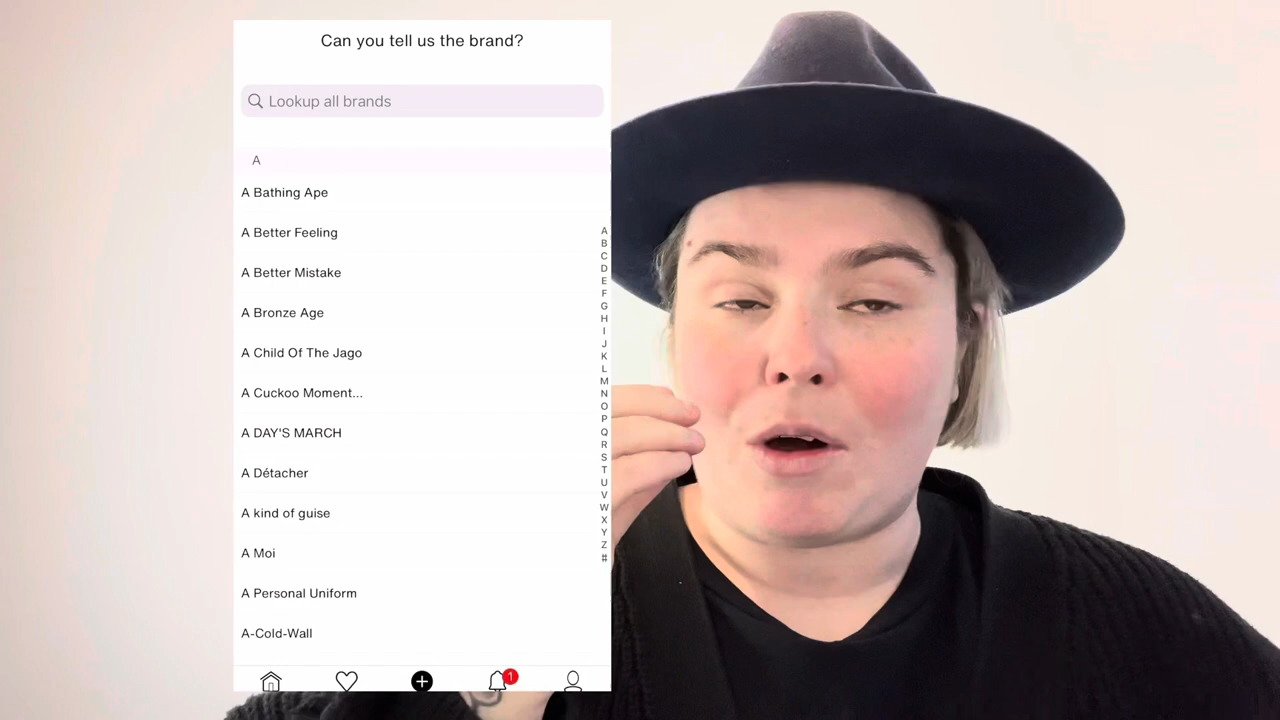 Can you tell us the brand?
Lookup all brands
A
A Bathing Ape
A Better Feeling
A Better Mistake
A Bronze Age
A Child Of The Jago
A Cuckoo Moment...
A DAY'S MARCH
A Détacher
A kind of guise
A Moi
A Personal Uniform
A-Cold-Wall
A
B
C
D
E
F
G
H
I
J
K
L
M
N
O
P
Q
R
S
T
U
V
W
X
Y
Z
#
1